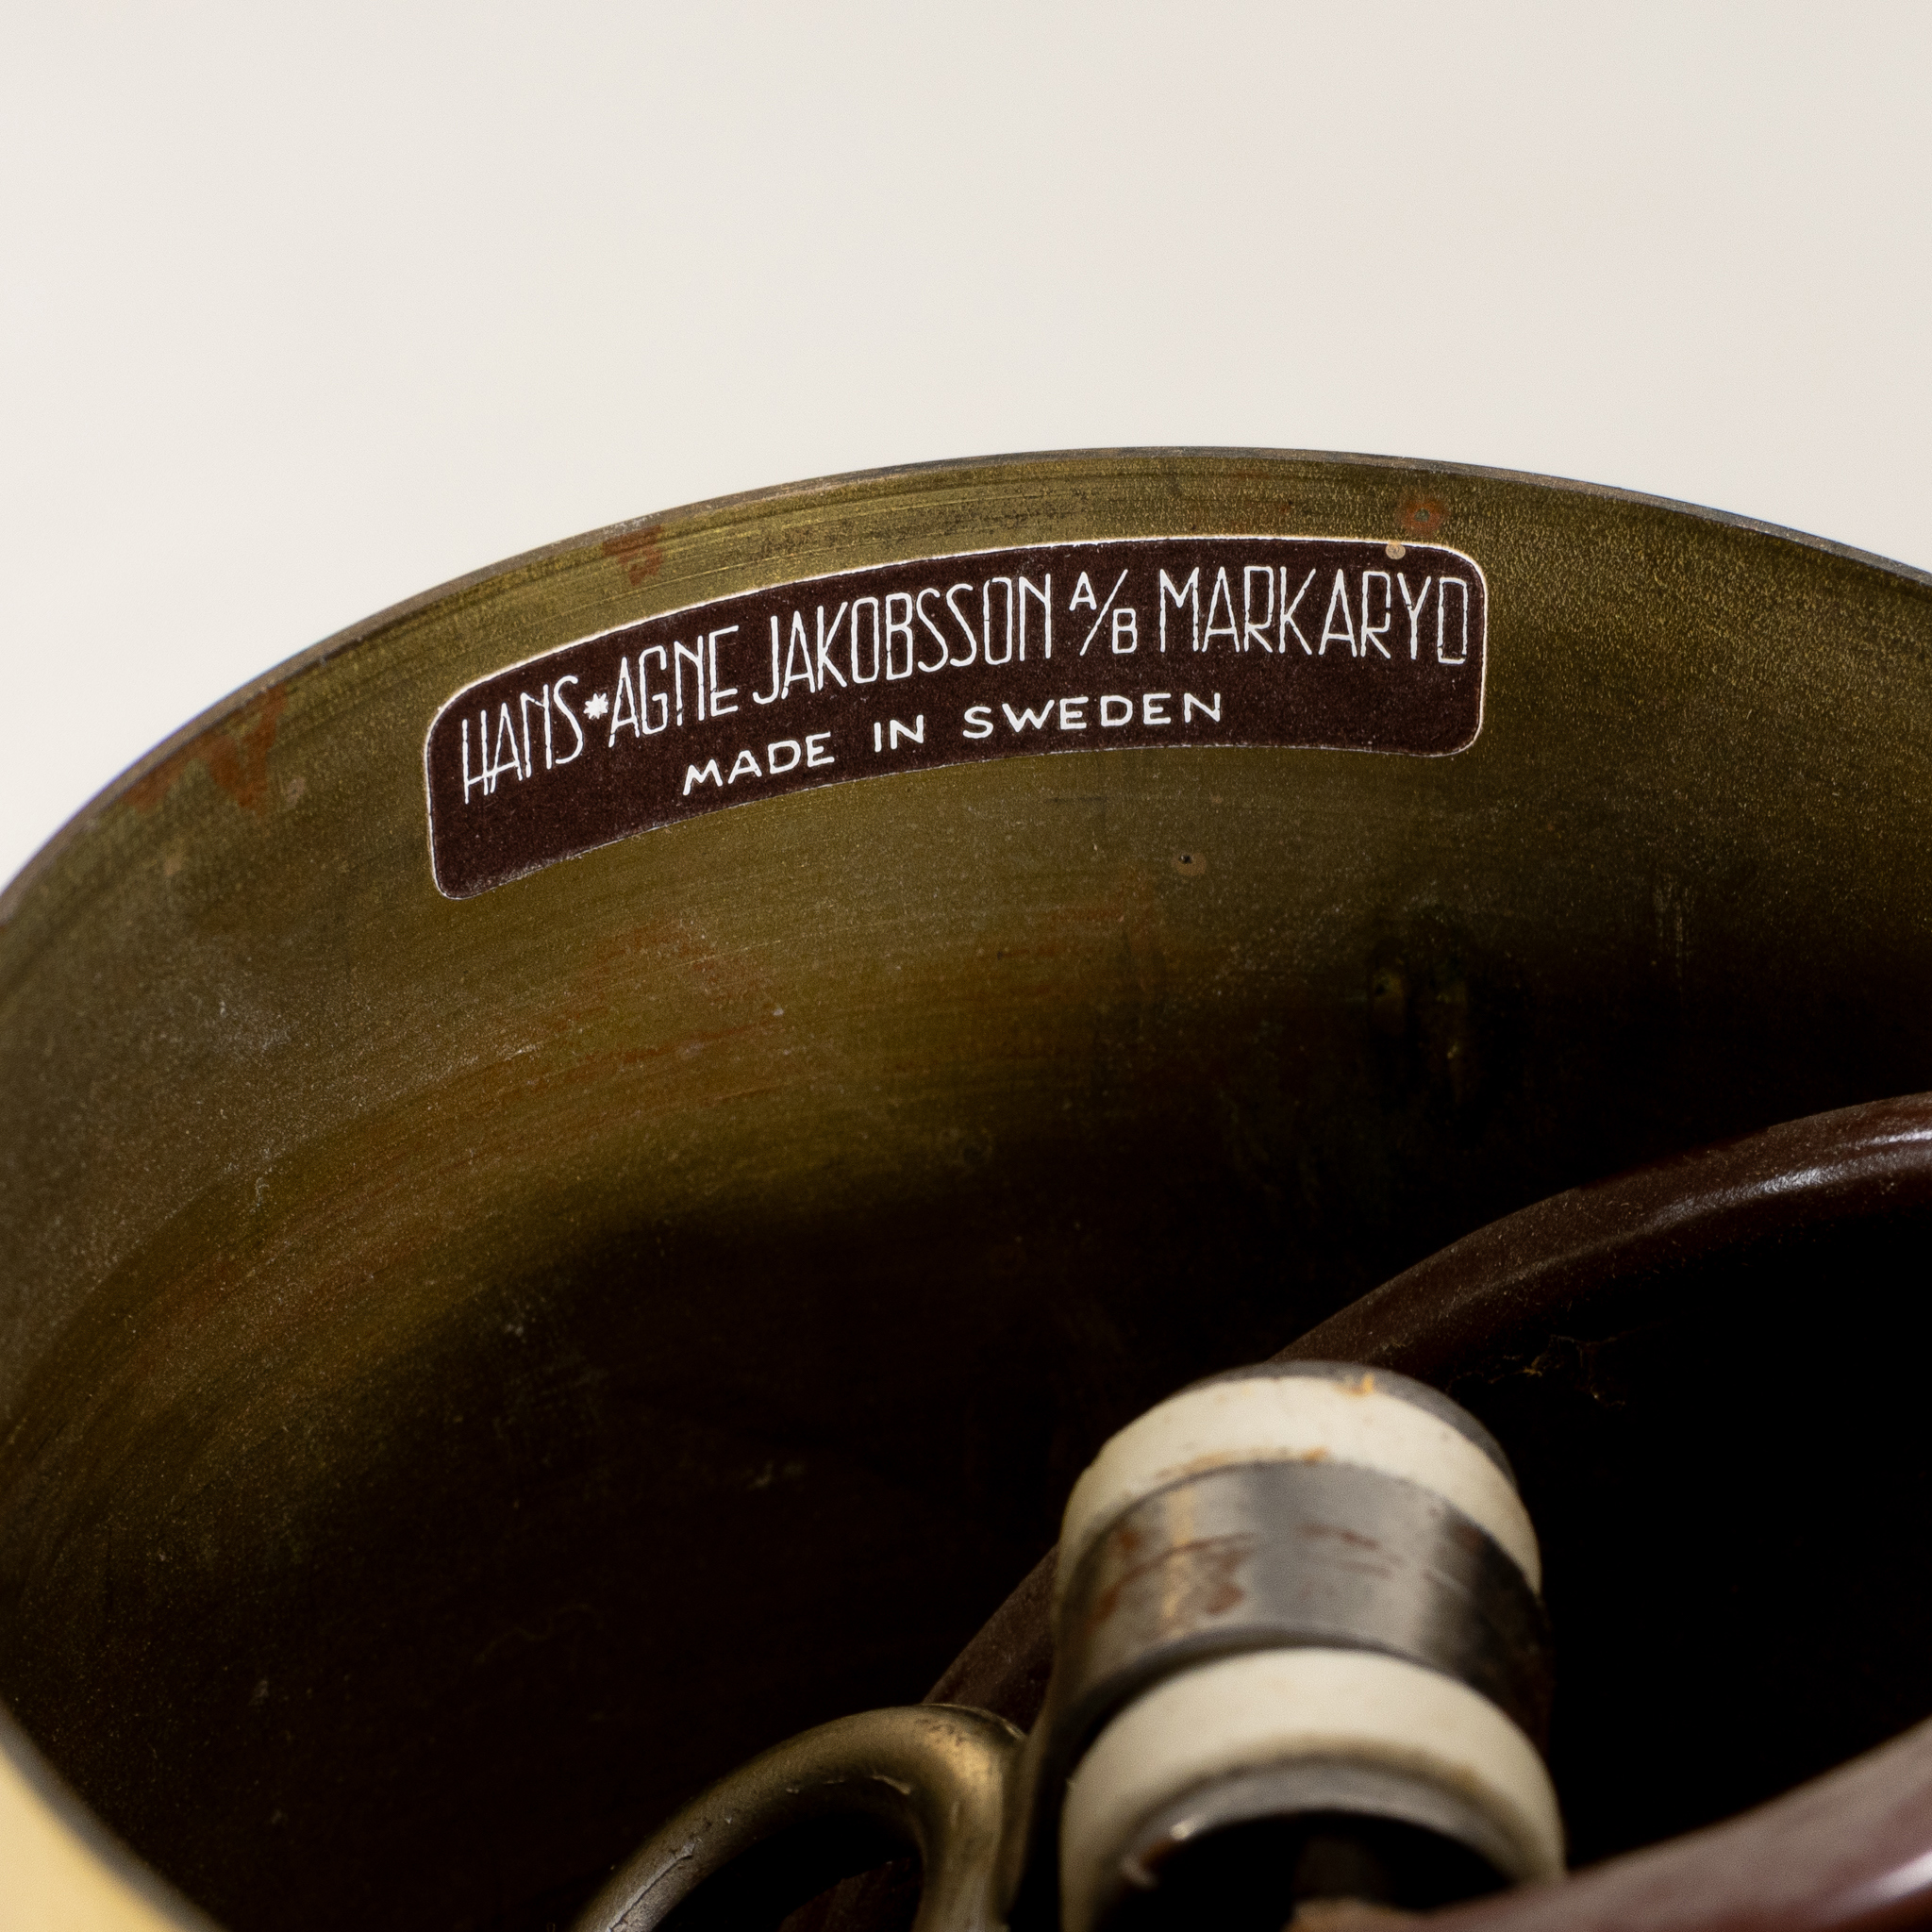 HANS*AGNE JAKOBSSON A/B MARKARYD
MADE IN SWEDEN